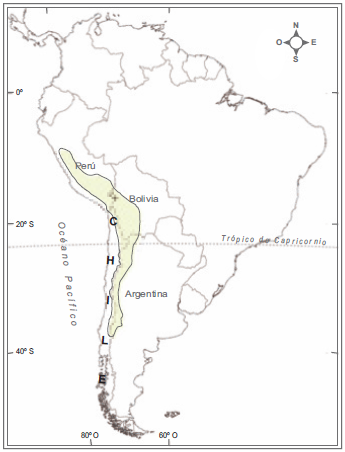 N
O E
S
0°
Perú
Bolivia
C
20° S
Trópico de Capricornio
Océano Pacífico
H
Argentina
I
L
40° S
E
80° O 60° O